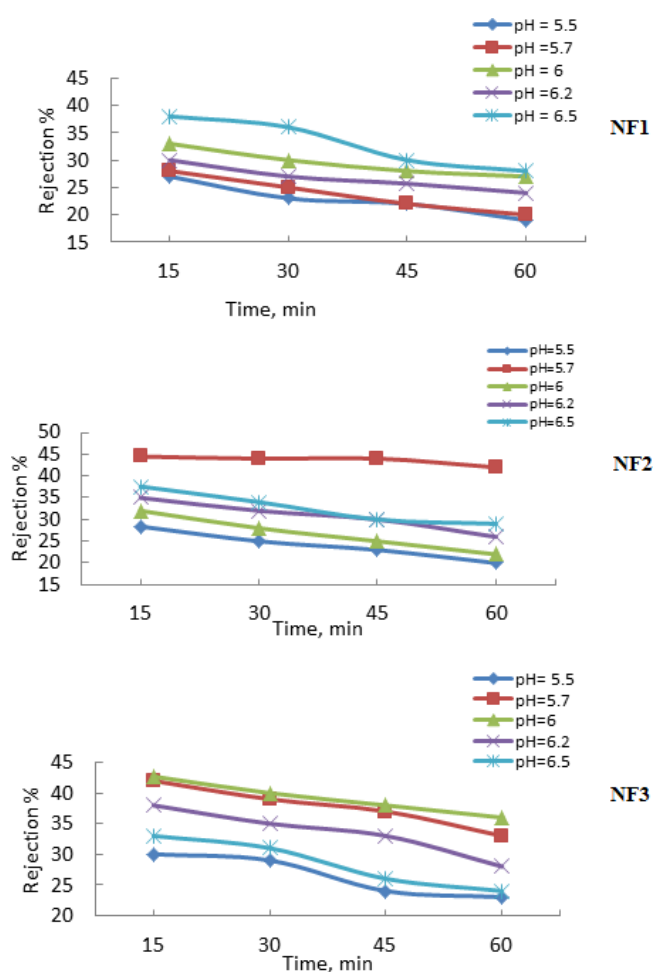 pH = 5.5
pH =5.7
pH = 6
pH =6.2
pH = 6.5
NF1
45
40
35
30
25
20
15
Rejection %
15 30 45 60
Time, min
pH=5.5
pH=5.7
pH=6
pH=6.2
pH=6.5
NF2
50
45
40
35
30
25
20
15
Rejection %
15 30 45 60
Time, min
pH= 5.5
pH=5.7
pH=6
pH=6.2
pH=6.5
NF3
45
40
35
30
25
20
Rejection %
15 30 45 60
Time, min